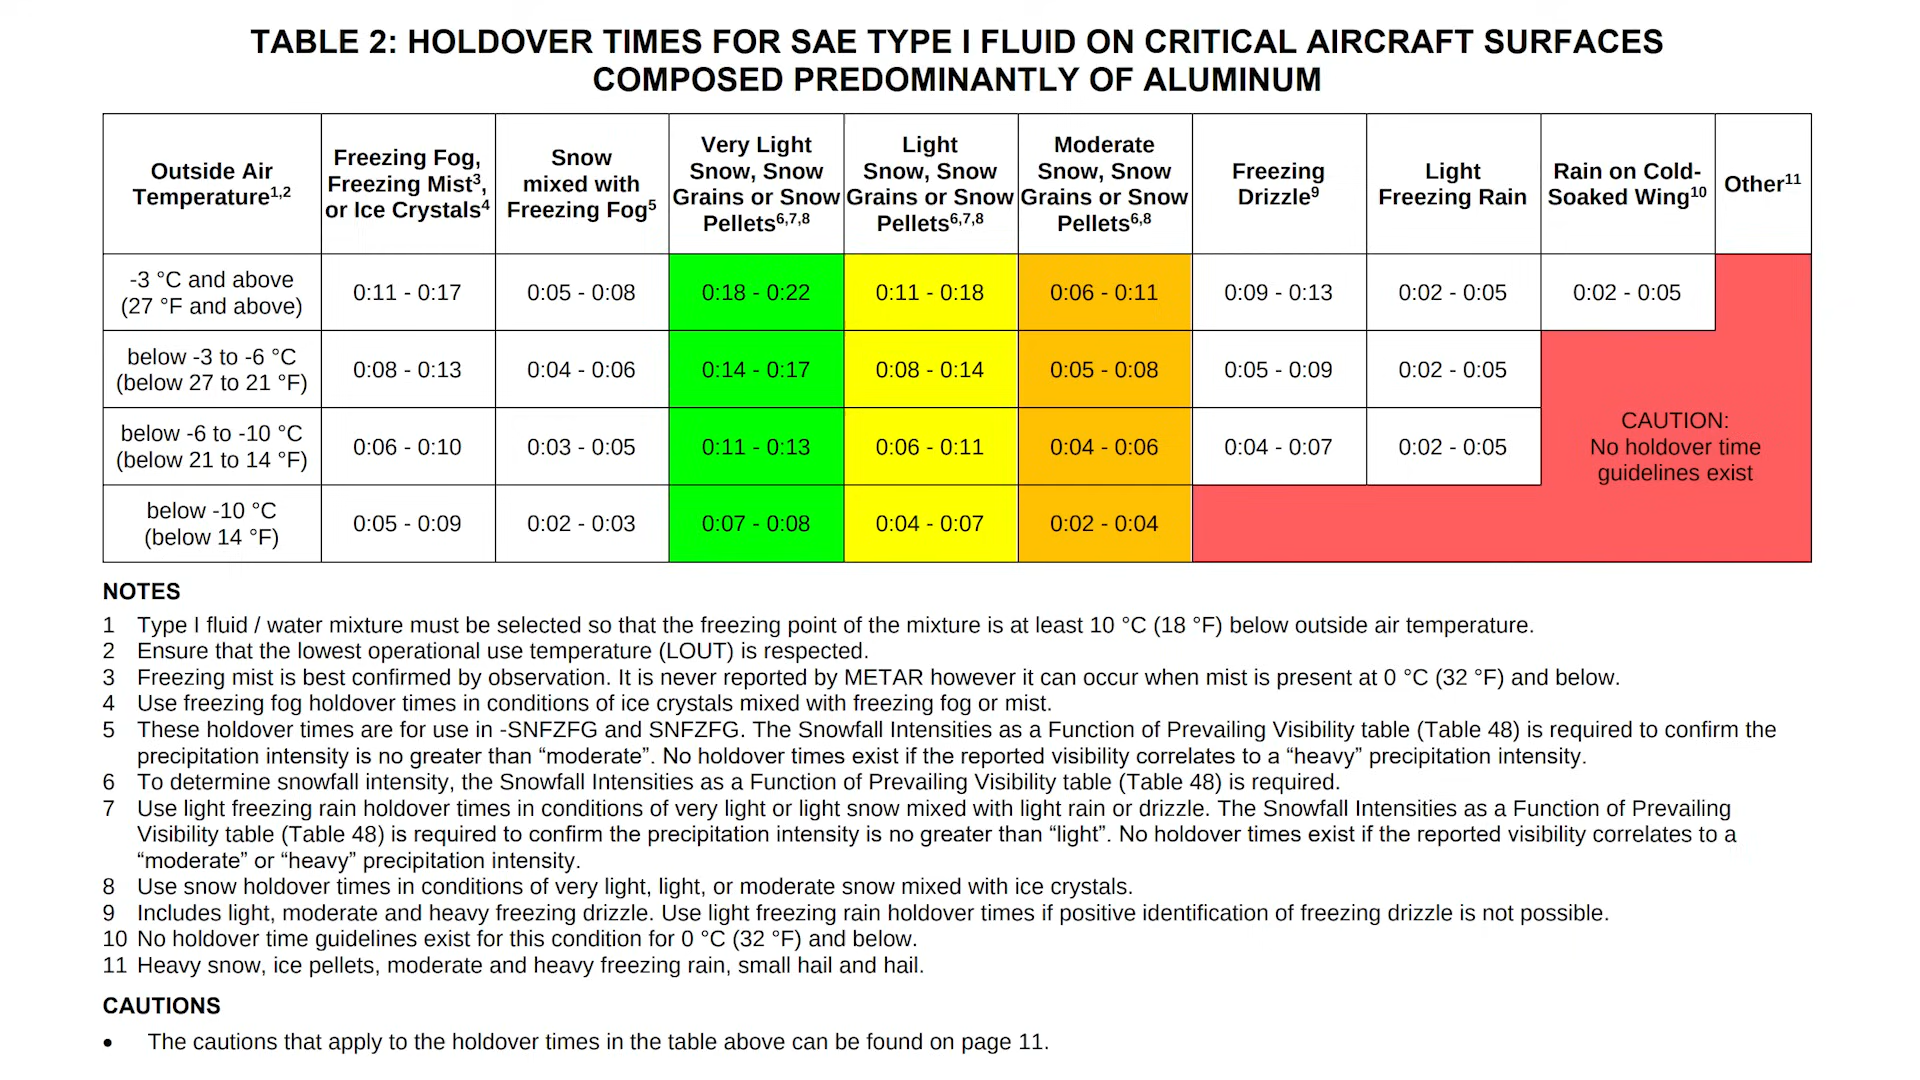 TABLE 2: HOLDOVER TIMES FOR SAE TYPE I FLUID ON CRITICAL AIRCRAFT SURFACES
COMPOSED PREDOMINANTLY OF ALUMINUM
Outside Air
Temperature1,2
Freezing Fog,
Freezing Mist3,
or Ice Crystals4
Snow
mixed with
Freezing Fog5
Very Light
Snow, Snow
Grains or Snow
Pellets6,7,8
Light
Snow, Snow
Grains or Snow
Pellets6,7,8
Moderate
Snow, Snow
Grains or Snow
Pellets6,8
Freezing
Drizzle9
Light
Freezing Rain
Rain on Cold-
Soaked Wing10
Other11
-3 °C and above
(27 °F and above)
0:11 - 0:17
0:05 - 0:08
0:18 - 0:22
0:11 - 0:18
0:06 - 0:11
0:09 - 0:13
0:02 - 0:05
0:02 - 0:05
below -3 to -6 °C
(below 27 to 21 °F)
0:08 - 0:13
0:04 - 0:06
0:14 - 0:17
0:08 - 0:14
0:05 - 0:08
0:05 - 0:09
0:02 - 0:05
below -6 to -10 °C
(below 21 to 14 °F)
0:06 - 0:10
0:03 - 0:05
0:11 - 0:13
0:06 - 0:11
0:04 - 0:06
0:04 - 0:07
0:02 - 0:05
CAUTION:
No holdover time
guidelines exist
below -10 °C
(below 14 °F)
0:05 - 0:09
0:02 - 0:03
0:07 - 0:08
0:04 - 0:07
0:02 - 0:04
NOTES
1 Type I fluid / water mixture must be selected so that the freezing point of the mixture is at least 10 °C (18 °F) below outside air temperature.
2 Ensure that the lowest operational use temperature (LOUT) is respected.
3 Freezing mist is best confirmed by observation. It is never reported by METAR however it can occur when mist is present at 0 °C (32 °F) and below.
4 Use freezing fog holdover times in conditions of ice crystals mixed with freezing fog or mist.
5 These holdover times are for use in -SNFZFG and SNFZFG. The Snowfall Intensities as a Function of Prevailing Visibility table (Table 48) is required to confirm the
precipitation intensity is no greater than “moderate”. No holdover times exist if the reported visibility correlates to a “heavy” precipitation intensity.
6 To determine snowfall intensity, the Snowfall Intensities as a Function of Prevailing Visibility table (Table 48) is required.
7 Use light freezing rain holdover times in conditions of very light or light snow mixed with light rain or drizzle. The Snowfall Intensities as a Function of Prevailing
Visibility table (Table 48) is required to confirm the precipitation intensity is no greater than “light”. No holdover times exist if the reported visibility correlates to a
“moderate” or “heavy” precipitation intensity.
8 Use snow holdover times in conditions of very light, light, or moderate snow mixed with ice crystals.
9 Includes light, moderate and heavy freezing drizzle. Use light freezing rain holdover times if positive identification of freezing drizzle is not possible.
10 No holdover time guidelines exist for this condition for 0 °C (32 °F) and below.
11 Heavy snow, ice pellets, moderate and heavy freezing rain, small hail and hail.
CAUTIONS
• The cautions that apply to the holdover times in the table above can be found on page 11.